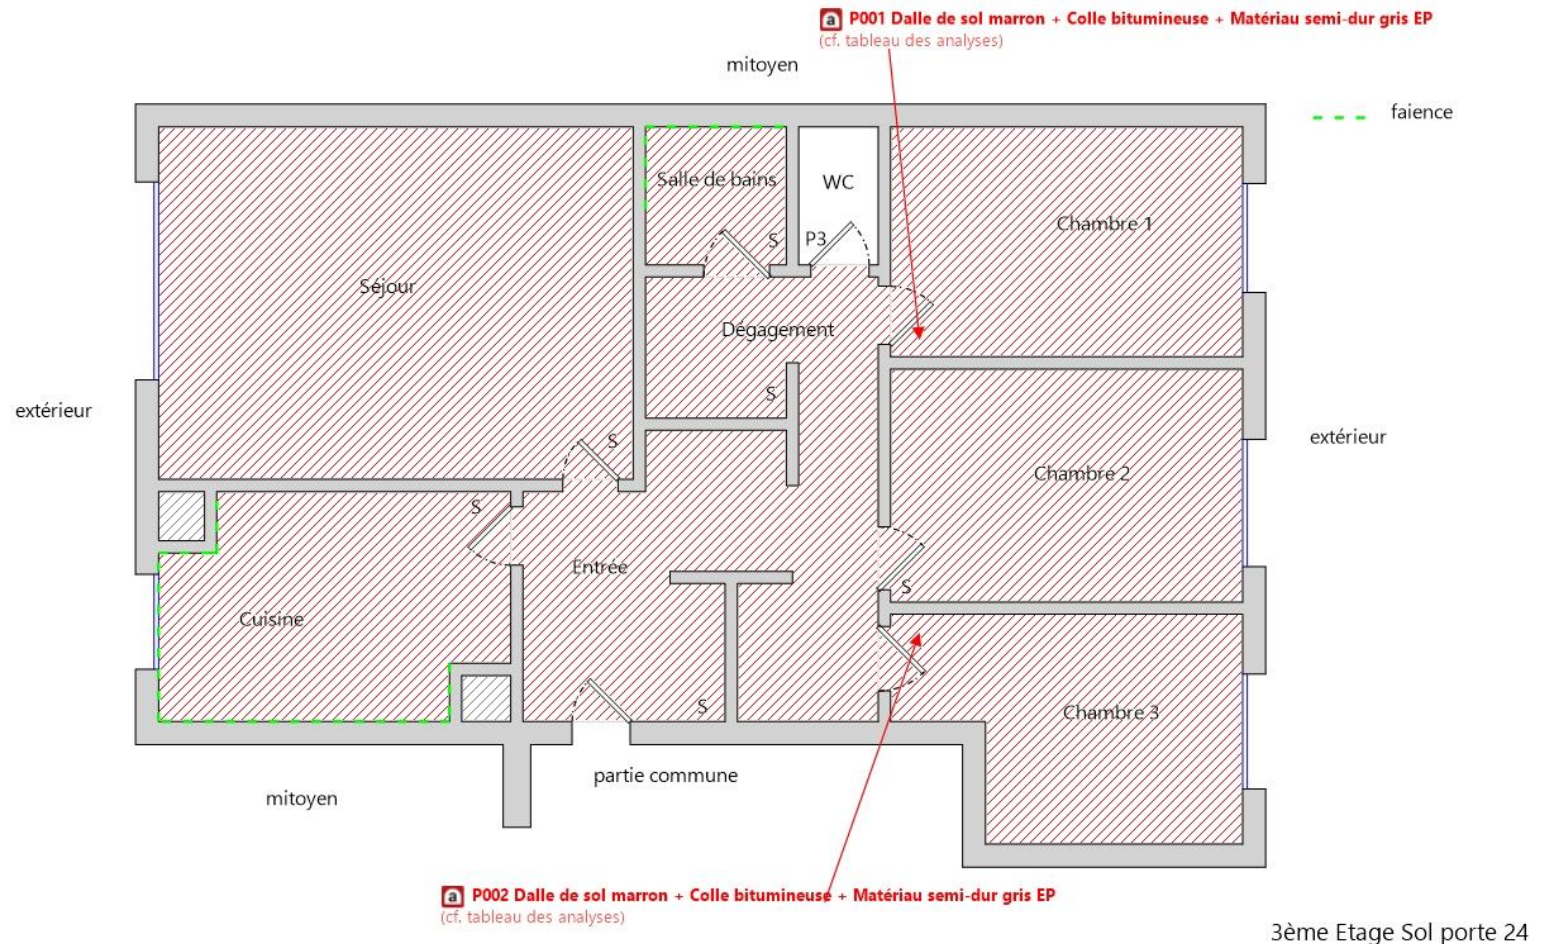 a P001 Dalle de sol marron + Colle bitumineuse + Matériau semi-dur gris EP
(cf. tableau des analyses)
mitoyen
faience
Salle de bains
WC
Chambre 1
S
P3
Séjour
Dégagement
S
extérieur
extérieur
S
Chambre 2
S
Entrée
S
Cuisine
S
Chambre 3
partie commune
mitoyen
a P002 Dalle de sol marron + Colle bitumineuse + Matériau semi-dur gris EP
(cf. tableau des analyses)
3ème Etage Sol porte 24